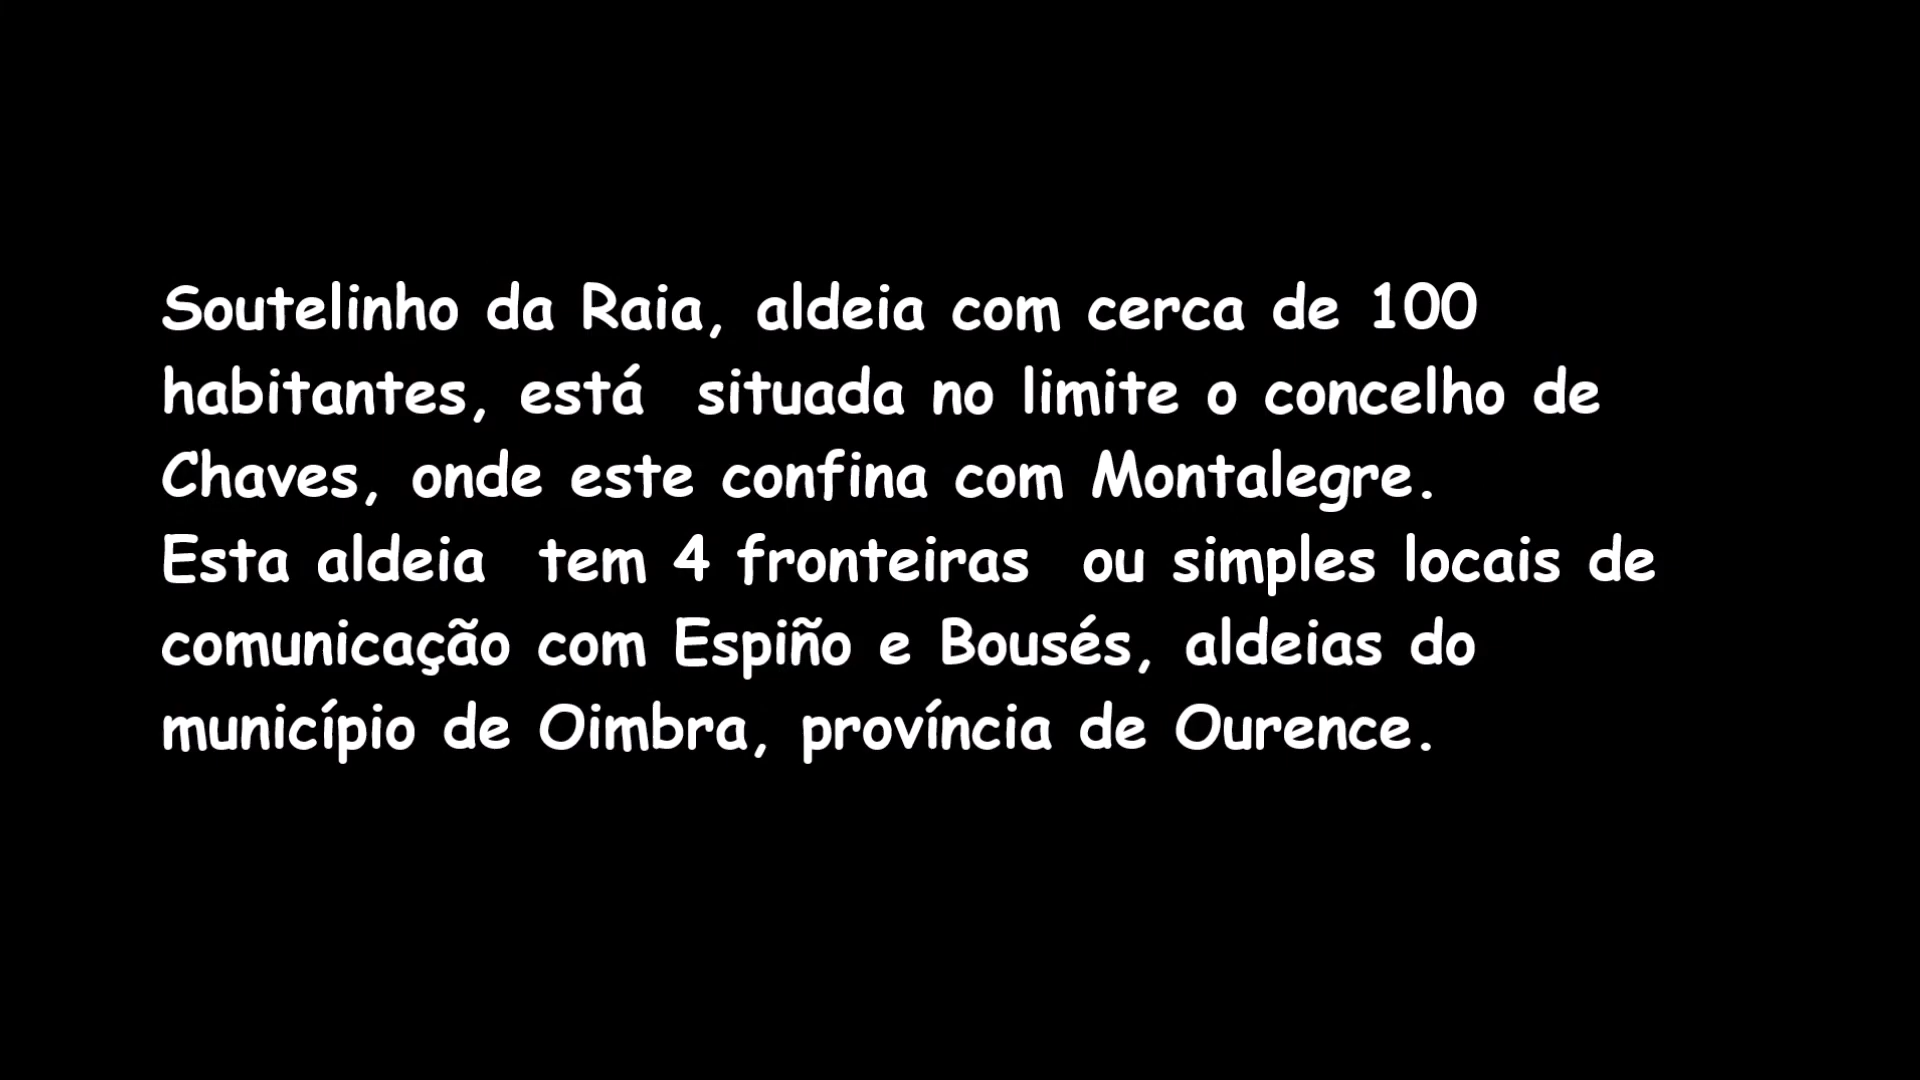 Soutelinho da Raia, aldeia com cerca de 100
habitantes, está  situada no limite o concelho de
Chaves, onde este confina com Montalegre.
Esta aldeia  tem 4 fronteiras  ou simples locais de
comunicação com Espiño e Bousés, aldeias do
município de Oimbra, província de Ourence.